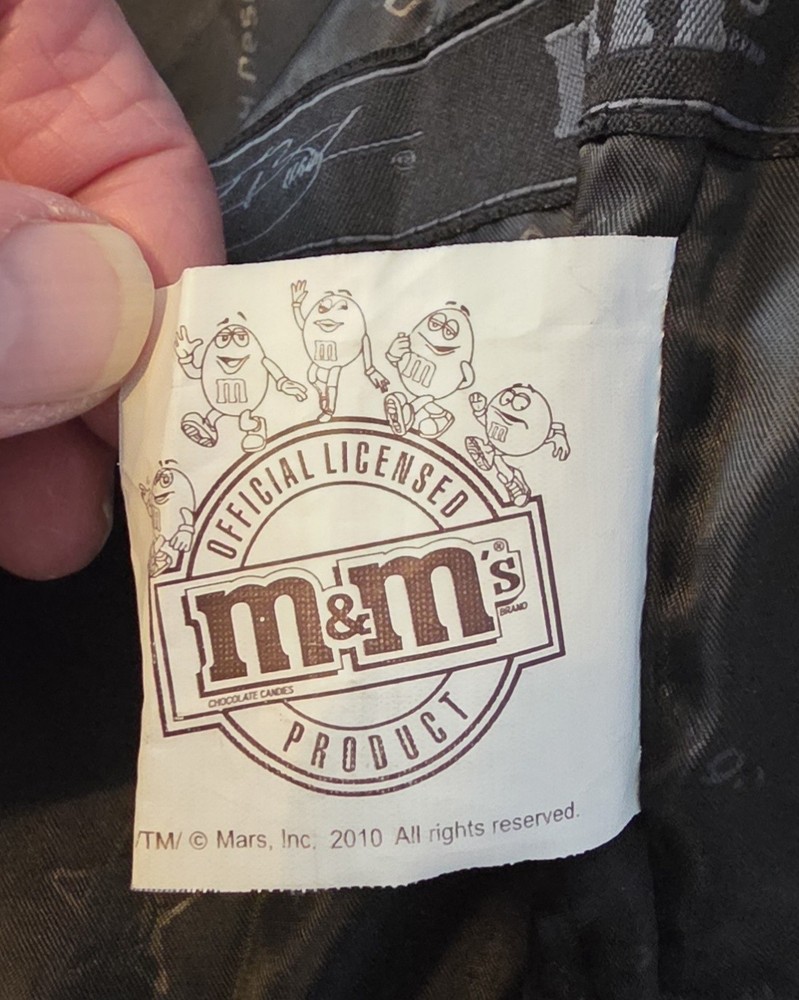 OFFICIAL LICENSED
m&m's®
BRAND
CHOCOLATE CANDIES
PRODUCT
/TM/ © Mars, Inc. 2010 All rights reserved.